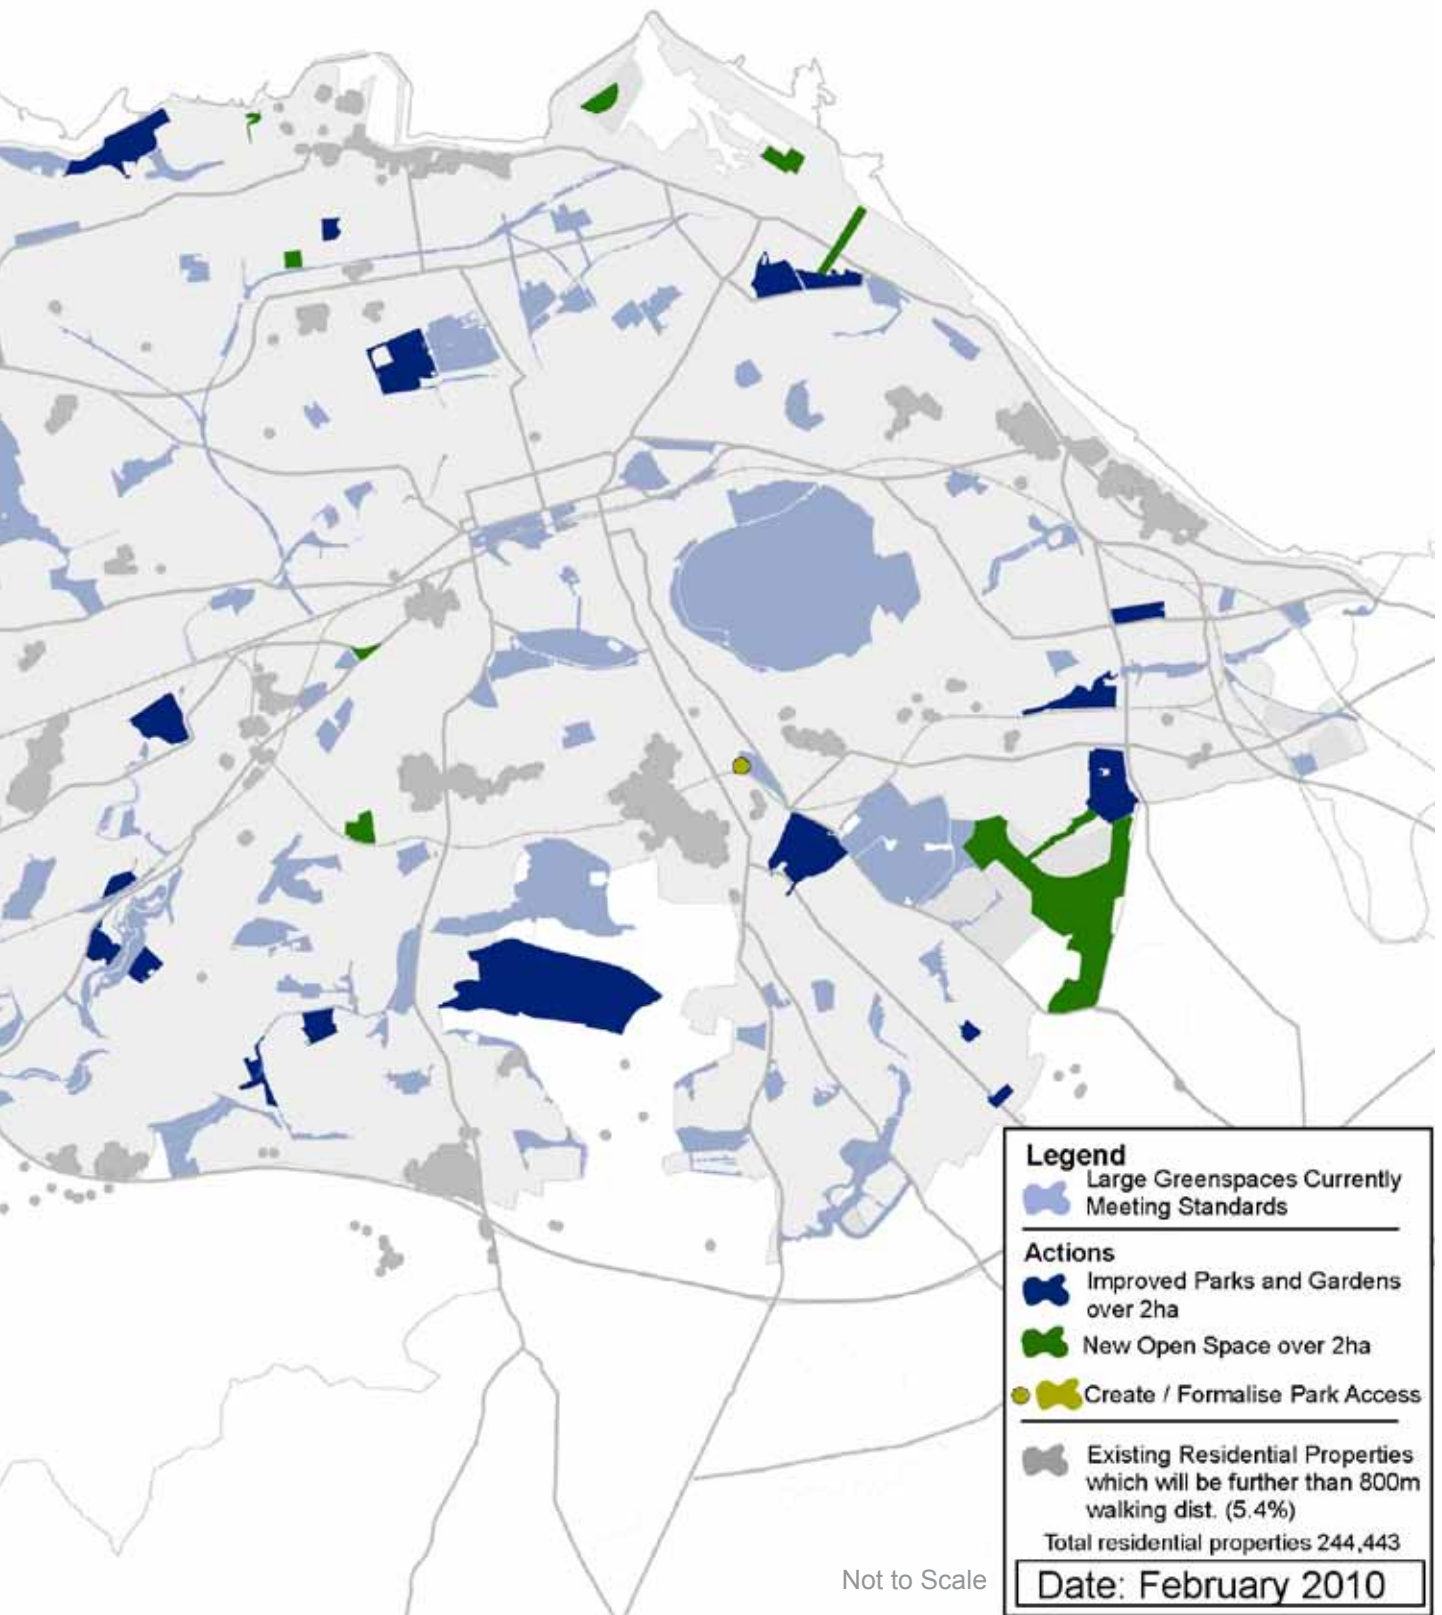 Legend
Large Greenspaces Currently
Meeting Standards
Actions
Improved Parks and Gardens
over 2ha
New Open Space over 2ha
Create / Formalise Park Access
Existing Residential Properties
which will be further than 800m
walking dist. (5.4%)
Total residential properties 244,443
Not to Scale
Date: February 2010